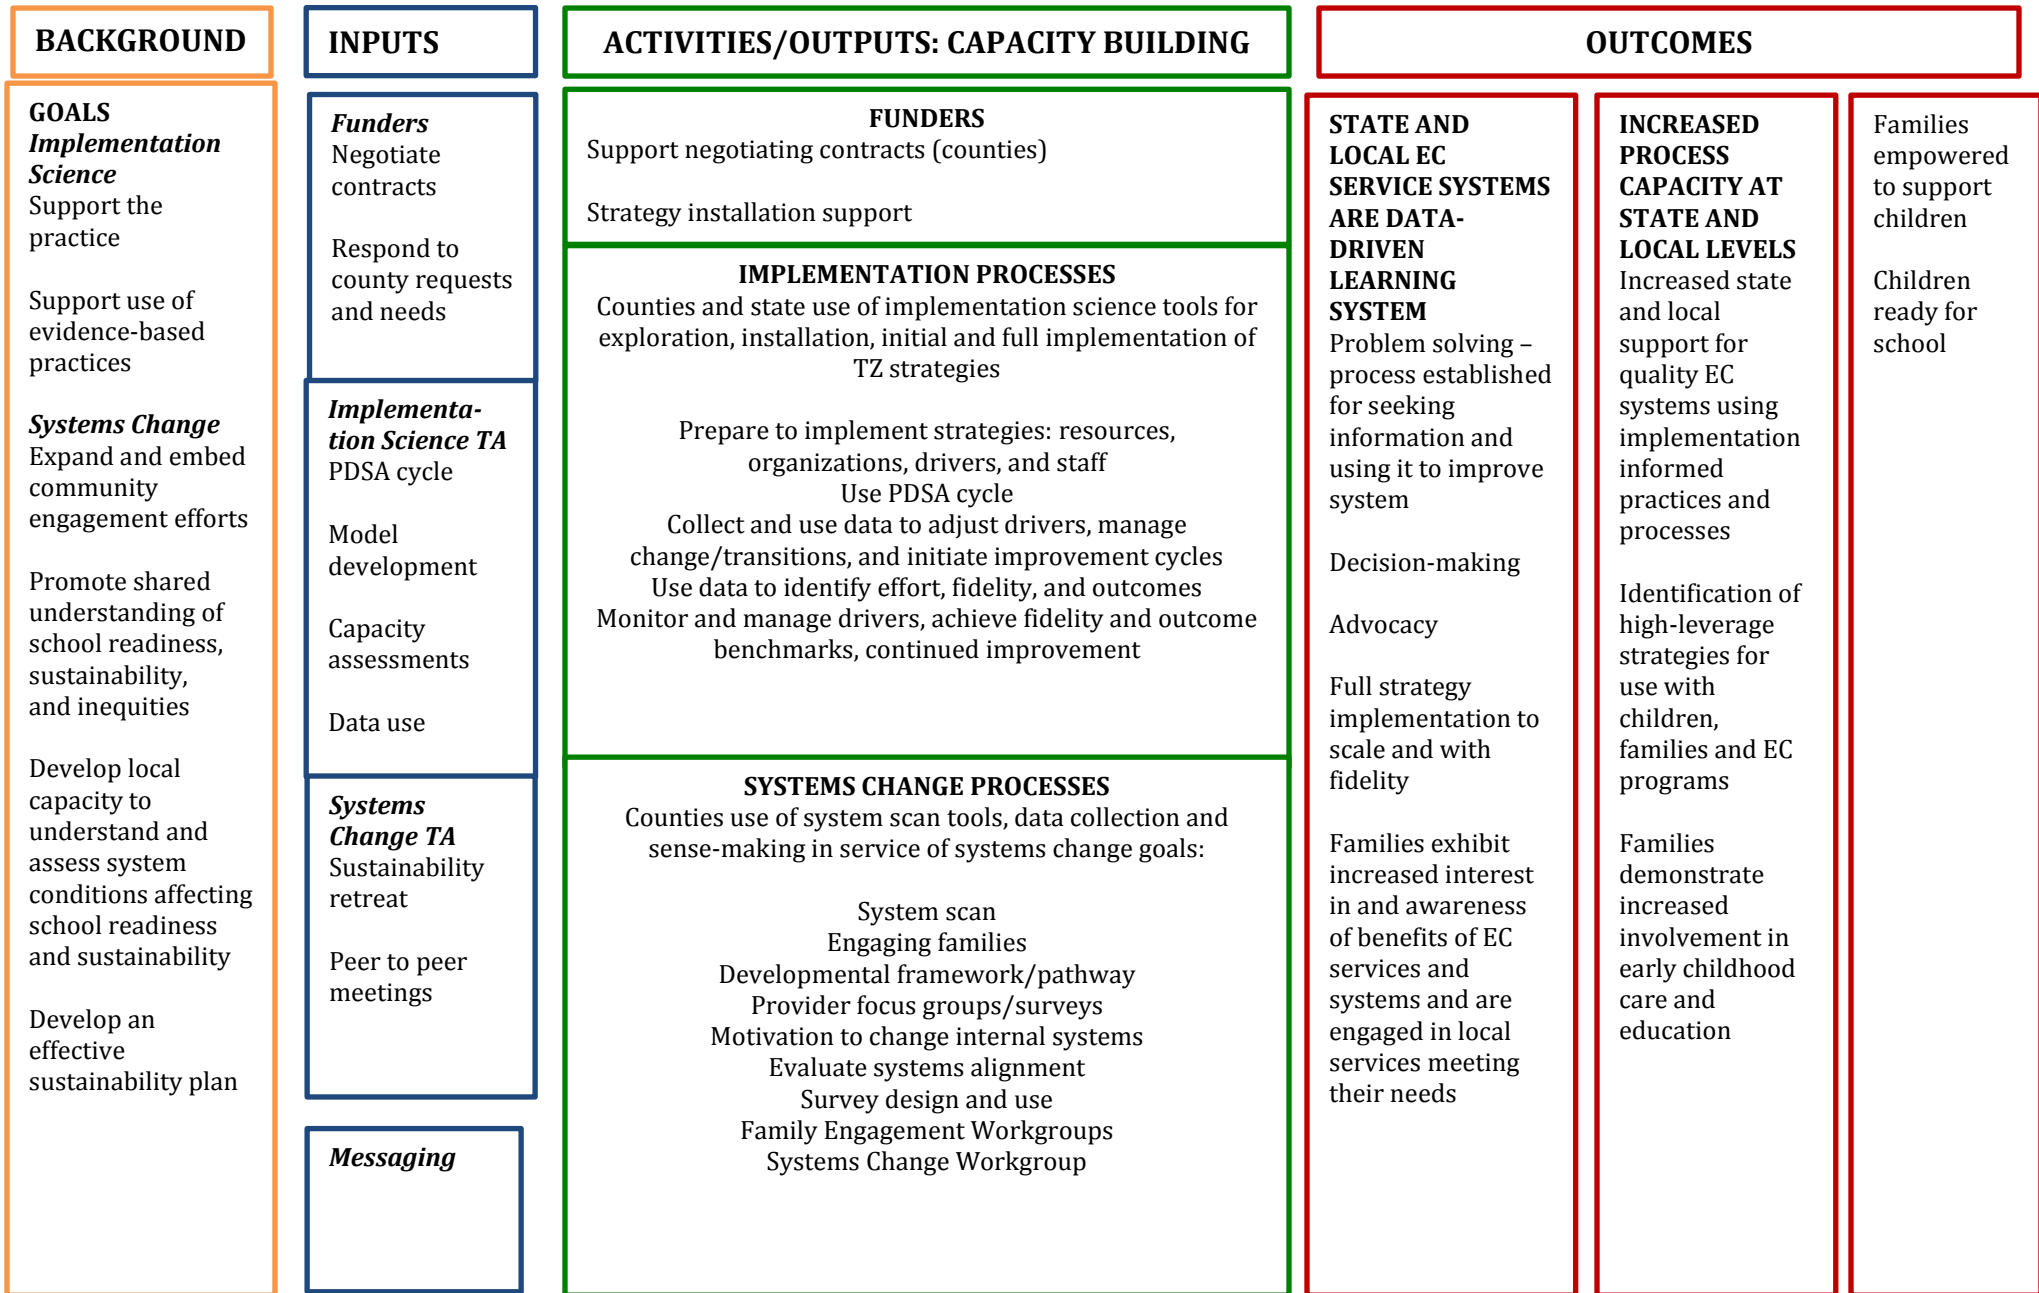 BACKGROUND
GOALS
Implementation
Science
Support the
practice
Support use of
evidence-based
practices
Systems Change
Expand and embed
community
engagement efforts
Promote shared
understanding of
school readiness,
sustainability,
and inequities
Develop local
capacity to
understand and
assess system
conditions affecting
school readiness
and sustainability
Develop an
effective
sustainability plan
INPUTS
Funders
Negotiate
contracts
Respond to
county requests
and needs
Implementa-
tion Science TA
PDSA cycle
Model
development
Capacity
assessments
Data use
Systems
Change TA
Sustainability
retreat
Peer to peer
meetings
Messaging
ACTIVITIES/OUTPUTS: CAPACITY BUILDING
FUNDERS
Support negotiating contracts (counties)
Strategy installation support
IMPLEMENTATION PROCESSES
Counties and state use of implementation science tools for
exploration, installation, initial and full implementation of
TZ strategies
Prepare to implement strategies: resources,
organizations, drivers, and staff
Use PDSA cycle
Collect and use data to adjust drivers, manage
change/transitions, and initiate improvement cycles
Use data to identify effort, fidelity, and outcomes
Monitor and manage drivers, achieve fidelity and outcome
benchmarks, continued improvement
SYSTEMS CHANGE PROCESSES
Counties use of system scan tools, data collection and
sense-making in service of systems change goals:
System scan
Engaging families
Developmental framework/pathway
Provider focus groups/surveys
Motivation to change internal systems
Evaluate systems alignment
Survey design and use
Family Engagement Workgroups
Systems Change Workgroup
OUTCOMES
STATE AND
LOCAL EC
SERVICE SYSTEMS
ARE DATA-
DRIVEN
LEARNING
SYSTEM
Problem solving –
process established
for seeking
information and
using it to improve
system
Decision-making
Advocacy
Full strategy
implementation to
scale and with
fidelity
Families exhibit
increased interest
in and awareness
of benefits of EC
services and
systems and are
engaged in local
services meeting
their needs
INCREASED
PROCESS
CAPACITY AT
STATE AND
LOCAL LEVELS
Increased state
and local
support for
quality EC
systems using
implementation
informed
practices and
processes
Identification of
high-leverage
strategies for
use with
children,
families and EC
programs
Families
demonstrate
increased
involvement in
early childhood
care and
education
Families
empowered
to support
children
Children
ready for
school